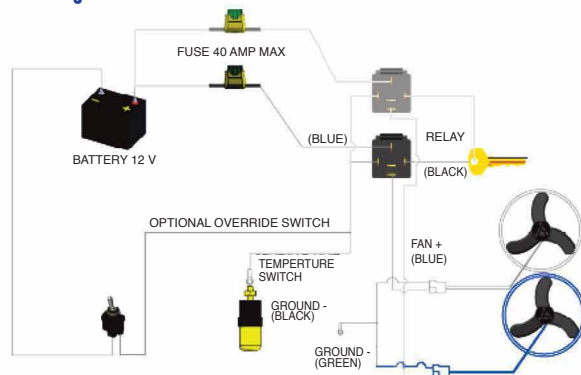 FUSE 40 AMP MAX
BATTERY 12 V
(BLUE)
RELAY
(BLACK)
OPTIONAL OVERRIDE SWITCH
FAN +
(BLUE)
TEMPERTURE
SWITCH
GROUND -
(BLACK)
GROUND -
(GREEN)